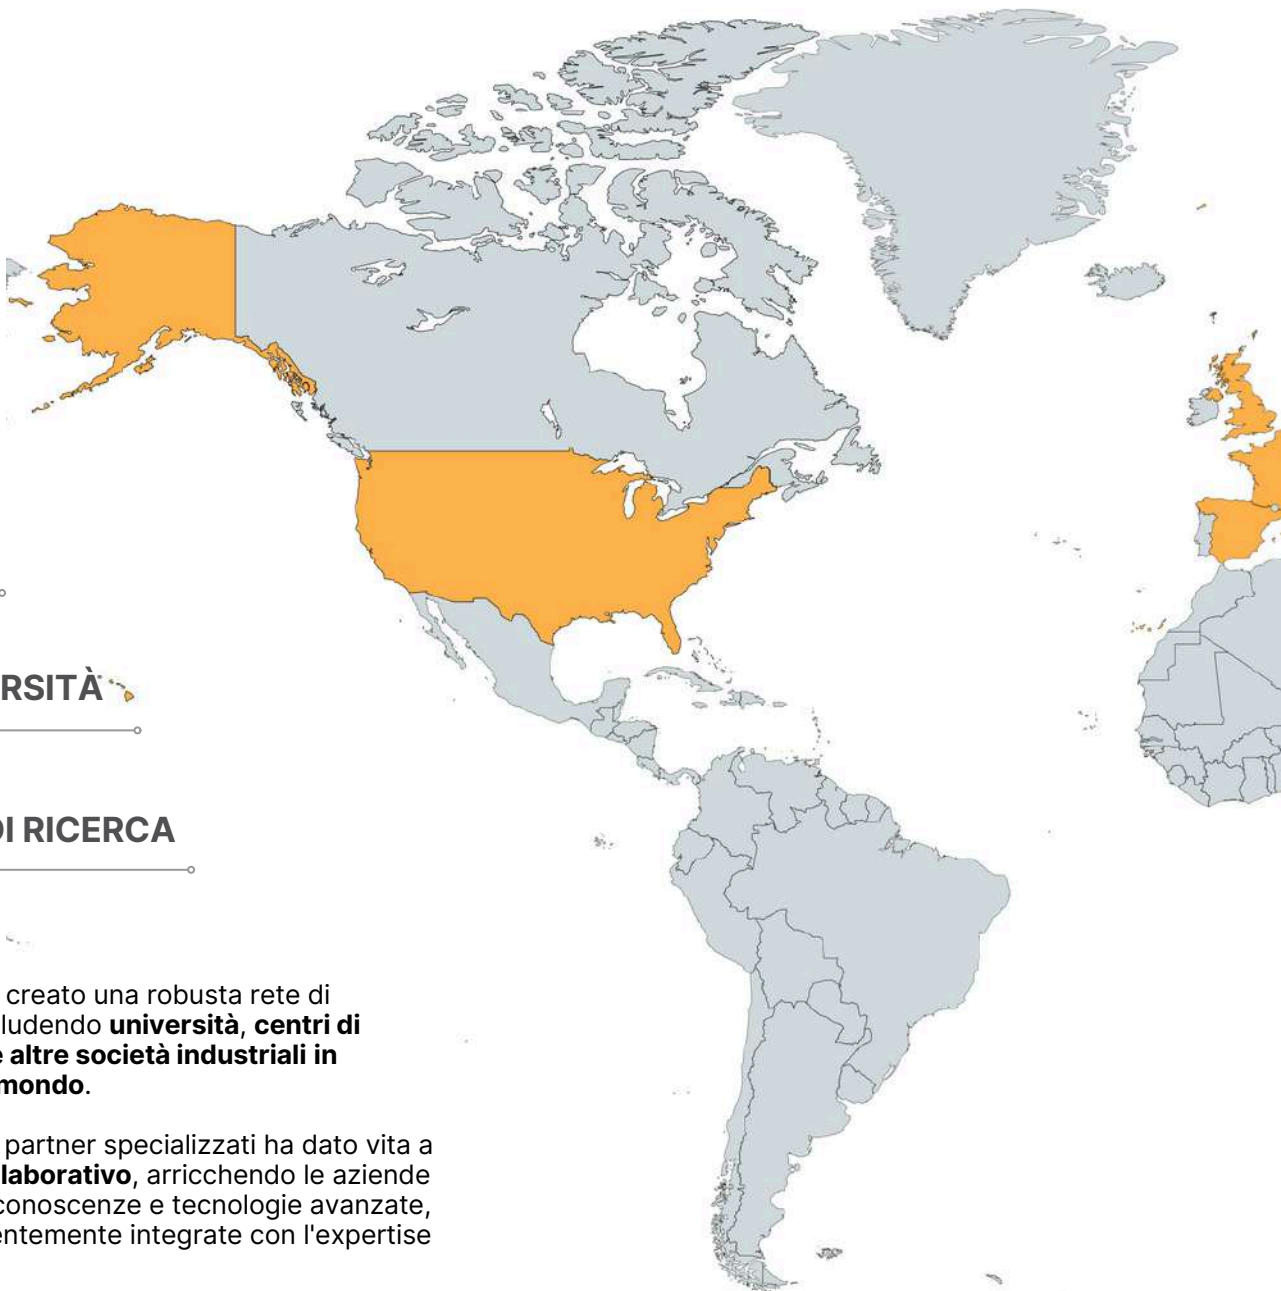 RSITÀ
DI RICERCA
creato una robusta rete di
ludendo università, centri di
e altre società industriali in
mondo.
partner specializzati ha dato vita a
laborativo, arricchendo le aziende
conoscenze e tecnologie avanzate,
entemente integrate con l'expertise